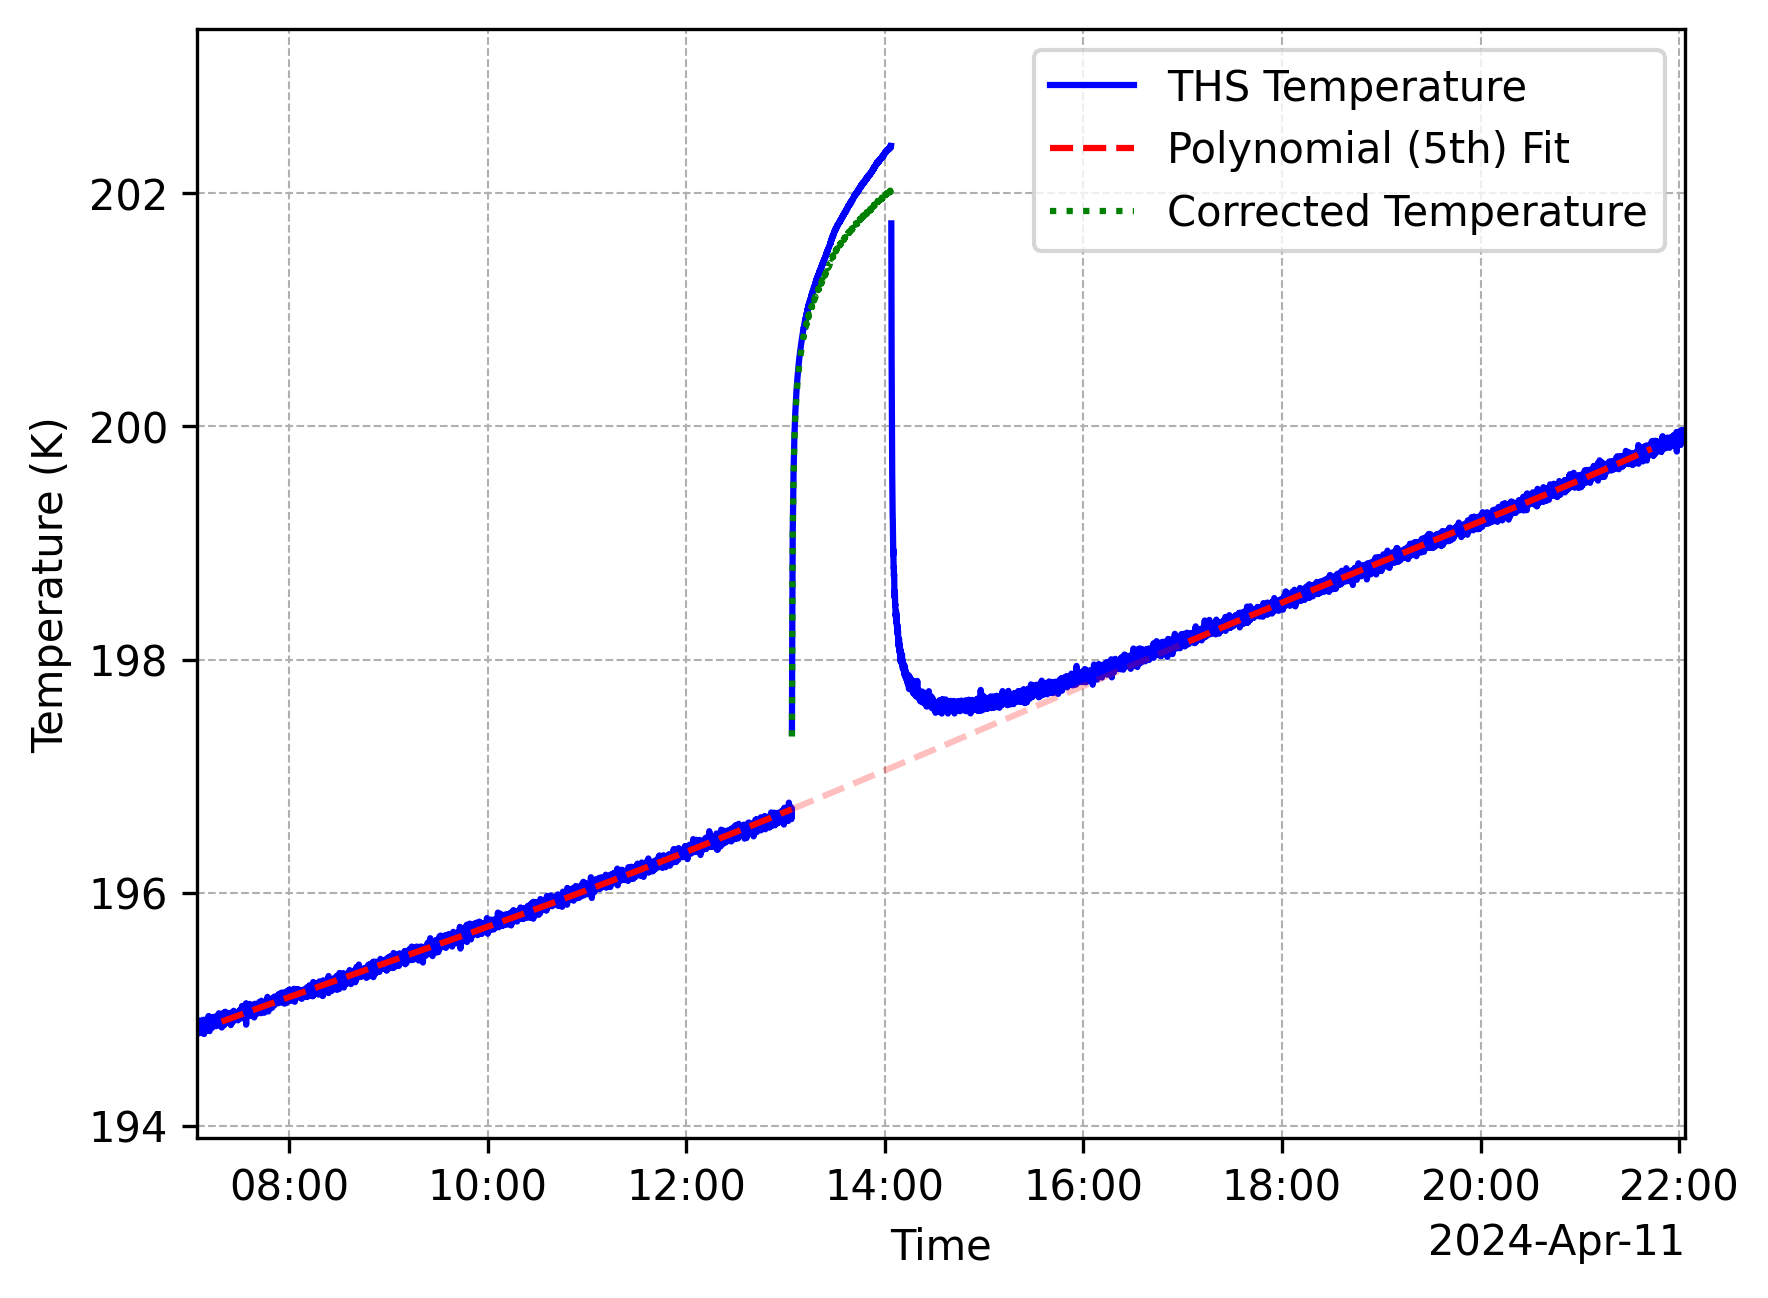 THS Temperature
Polynomial (5th) Fit
Corrected Temperature
202
200
198
196
194
Temperature (K)
08:00 10:00 12:00 14:00 16:00 18:00 20:00 22:00
Time
2024-Apr-11